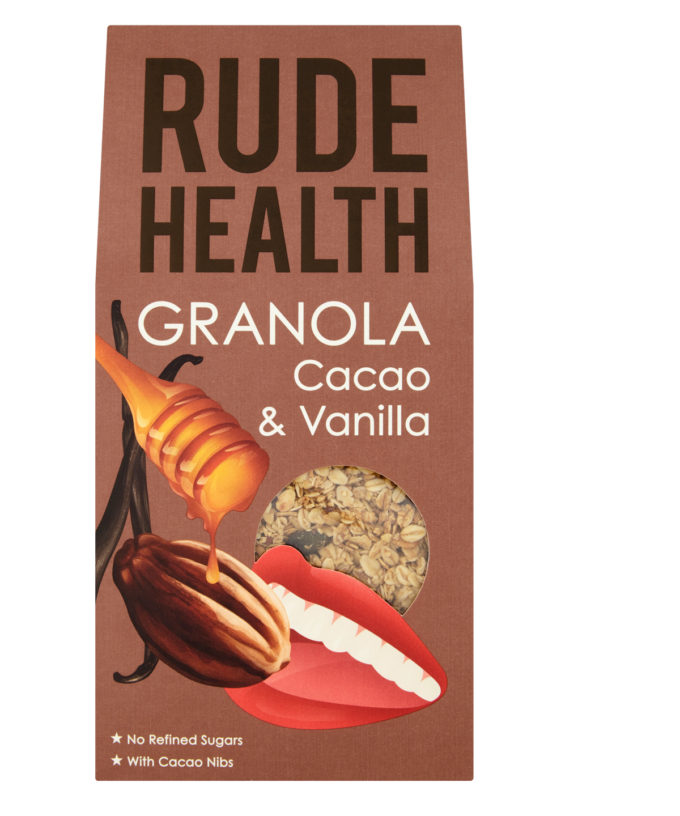 RUDE
HEALTH
GRANOLA
Cacao
& Vanilla
★ No Refined Sugars
★ With Cacao Nibs